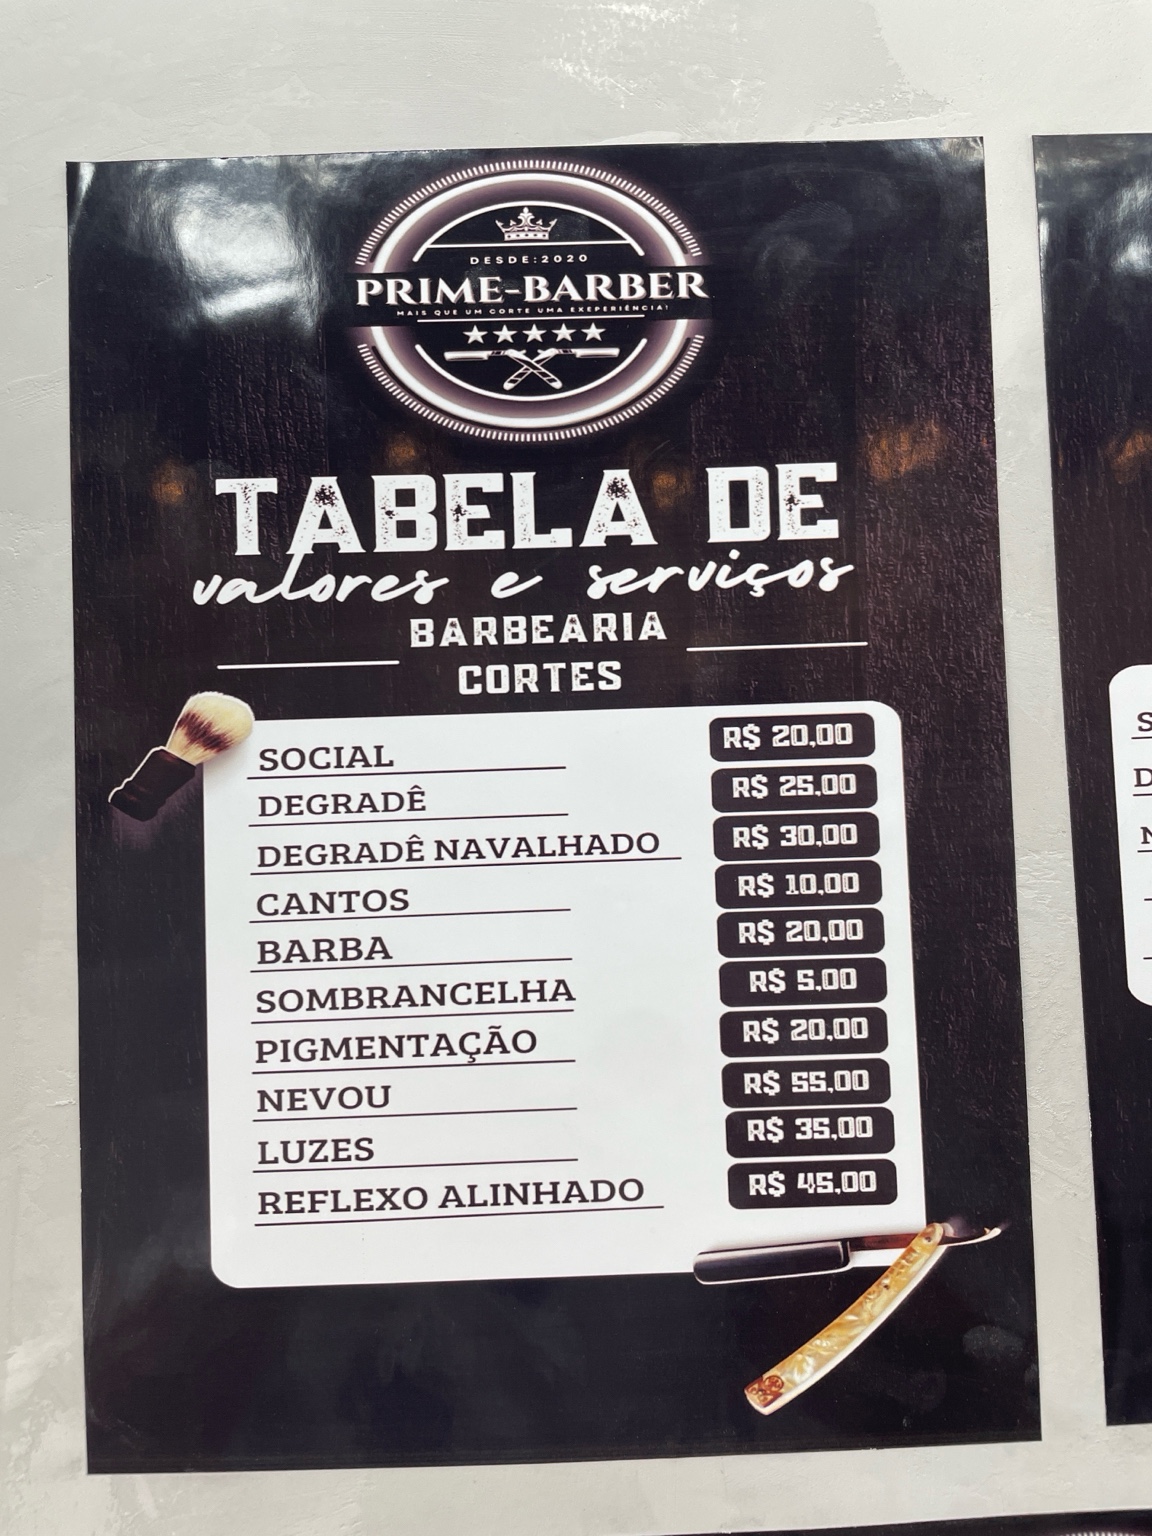 DESDE:2020
PRIME-BARBER
MAIS QUE UM CORTE UMA EXEPERIÊNCIA!
TABELA DE
valores e serviços
BARBEARIA
CORTES
SOCIAL R$ 20,00
DEGRADÊ R$ 25,00
DEGRADÊ NAVALHADO R$ 30,00
CANTOS R$ 10,00
BARBA R$ 20,00
SOMBRANCELHA R$ 5,00
PIGMENTAÇÃO R$ 20,00
NEVOU R$ 55,00
LUZES R$ 35,00
REFLEXO ALINHADO R$ 45,00